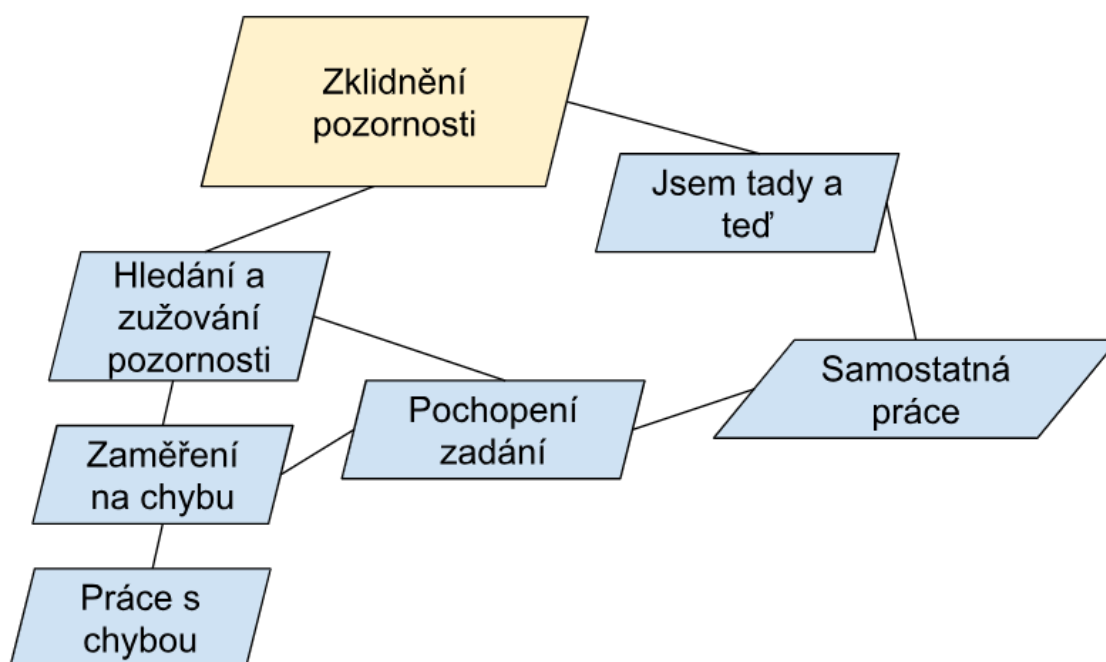 Zklidnění
pozornosti
Jsem tady a
teď
Hledání a
zužování
pozornosti
Samostatná
práce
Pochopení
zadání
Zaměření
na chybu
Práce s
chybou